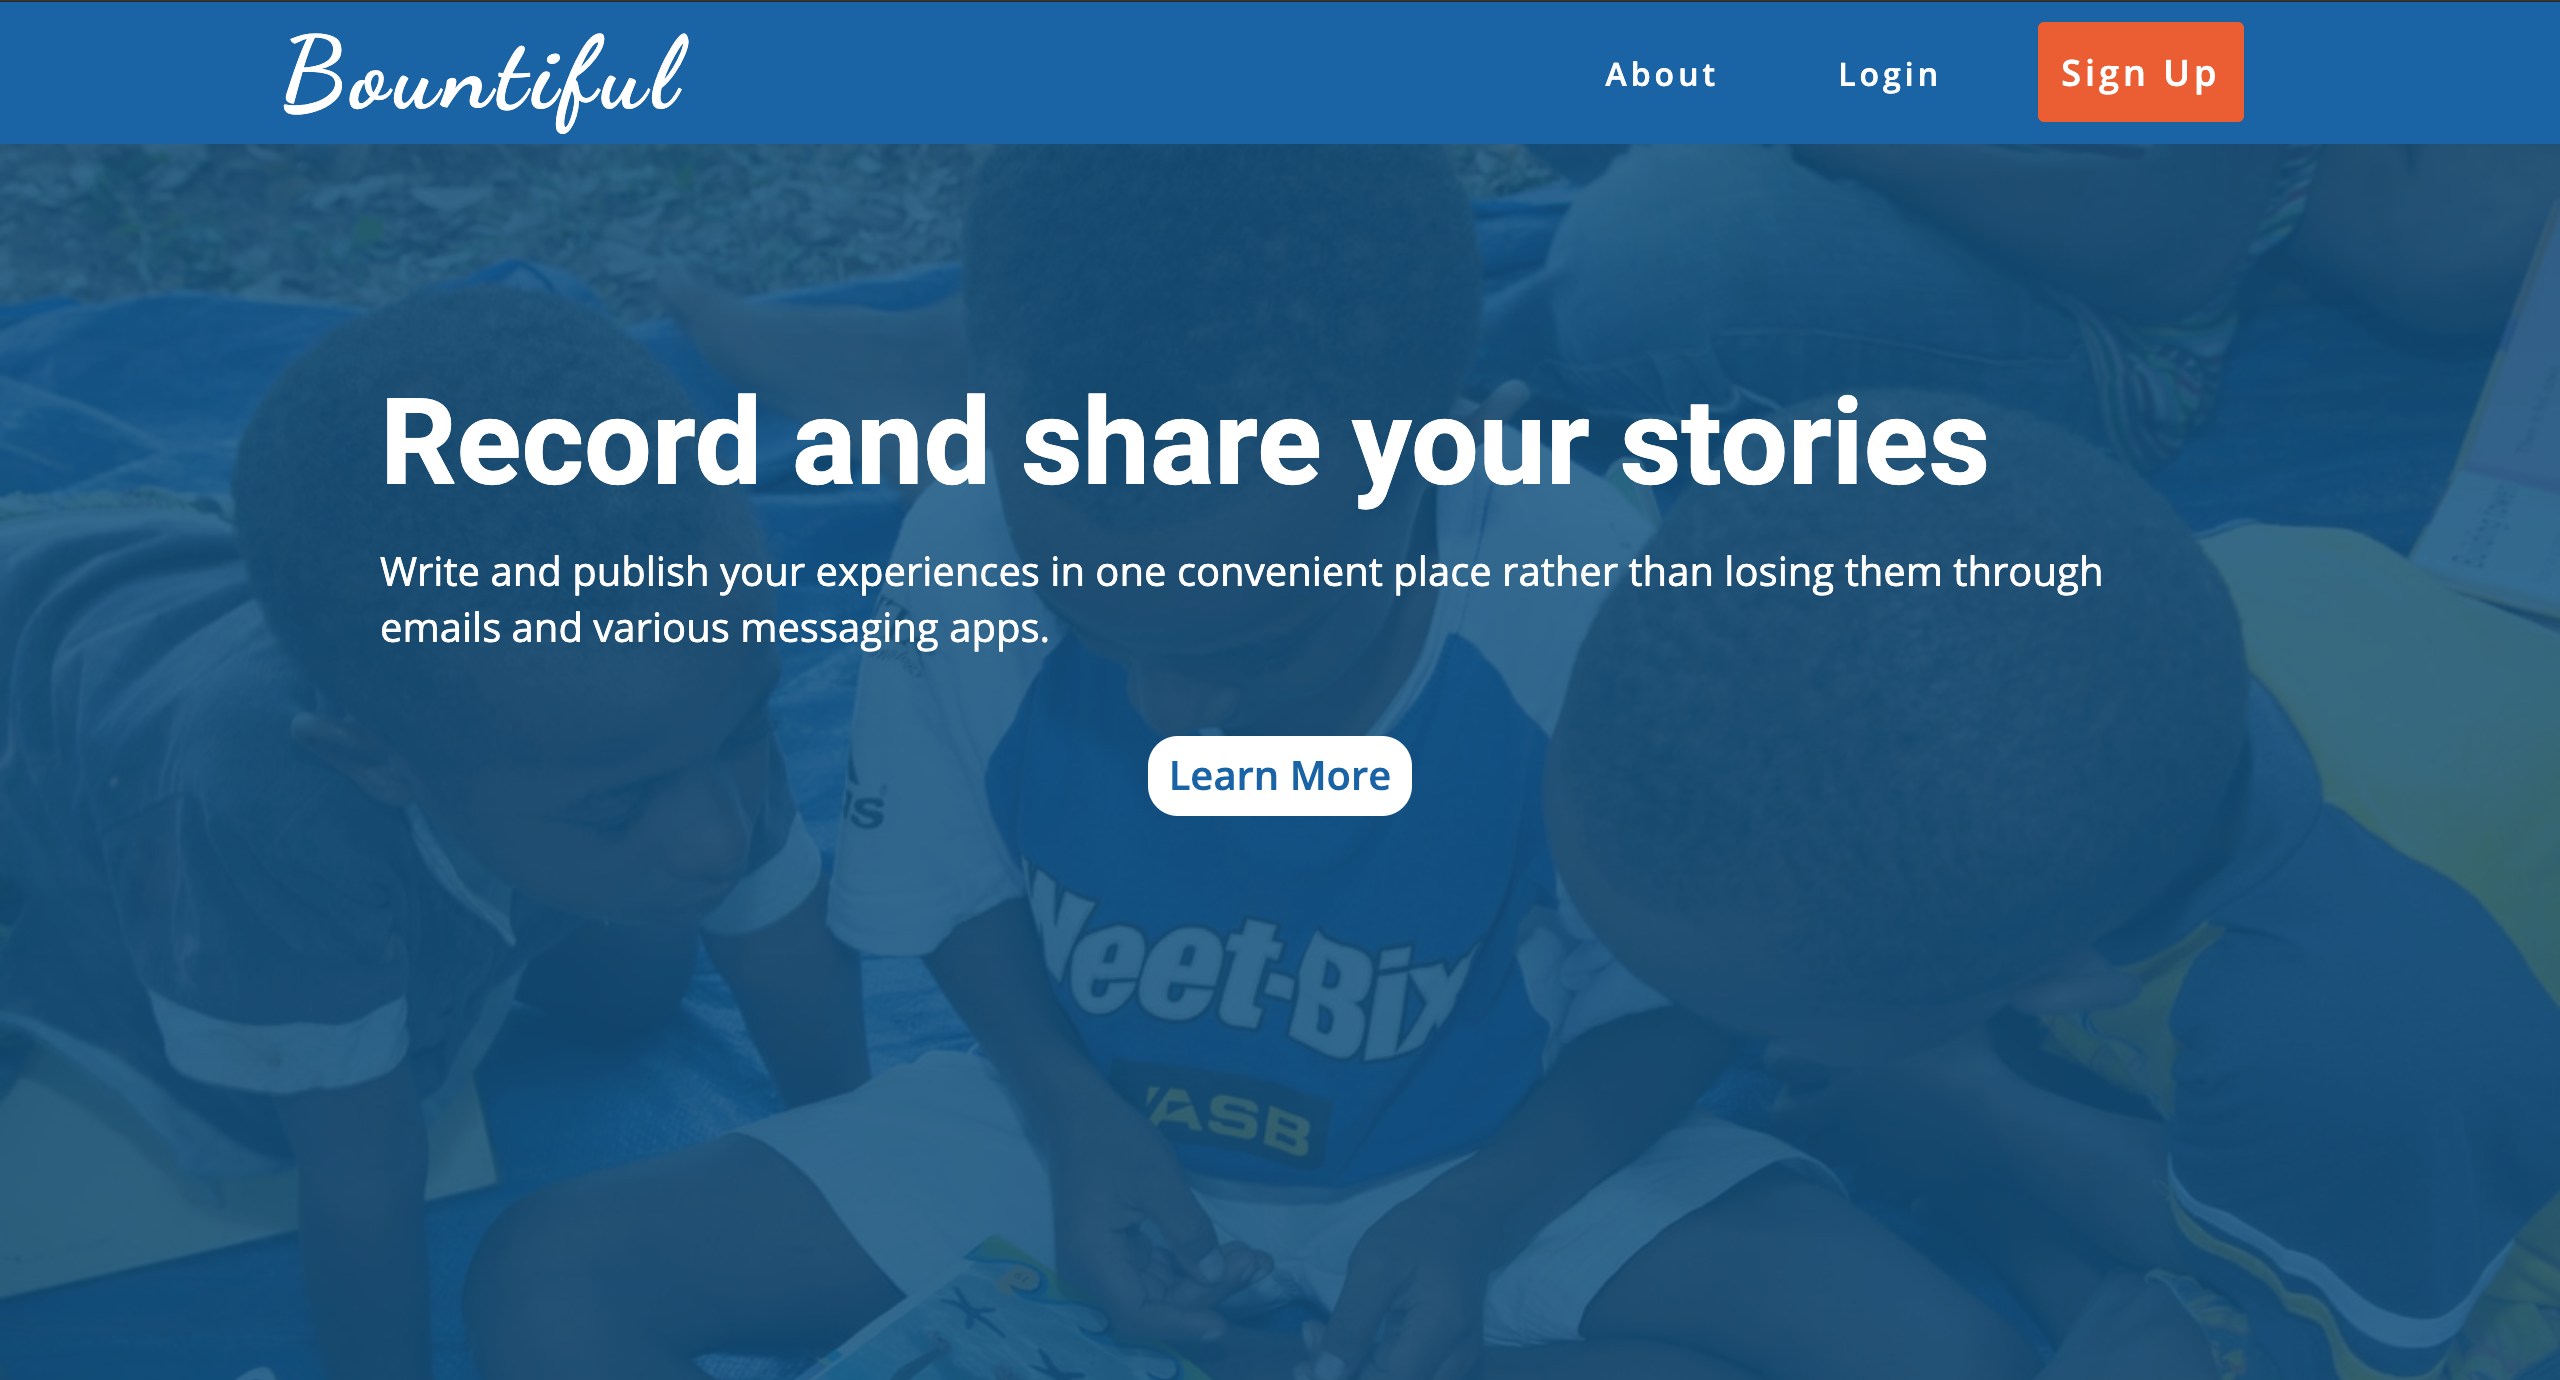 Bountiful
About
Login
Sign Up
Record and share your stories
Write and publish your experiences in one convenient place rather than losing them through
emails and various messaging apps.
Learn More
Weet-Bix
ASB